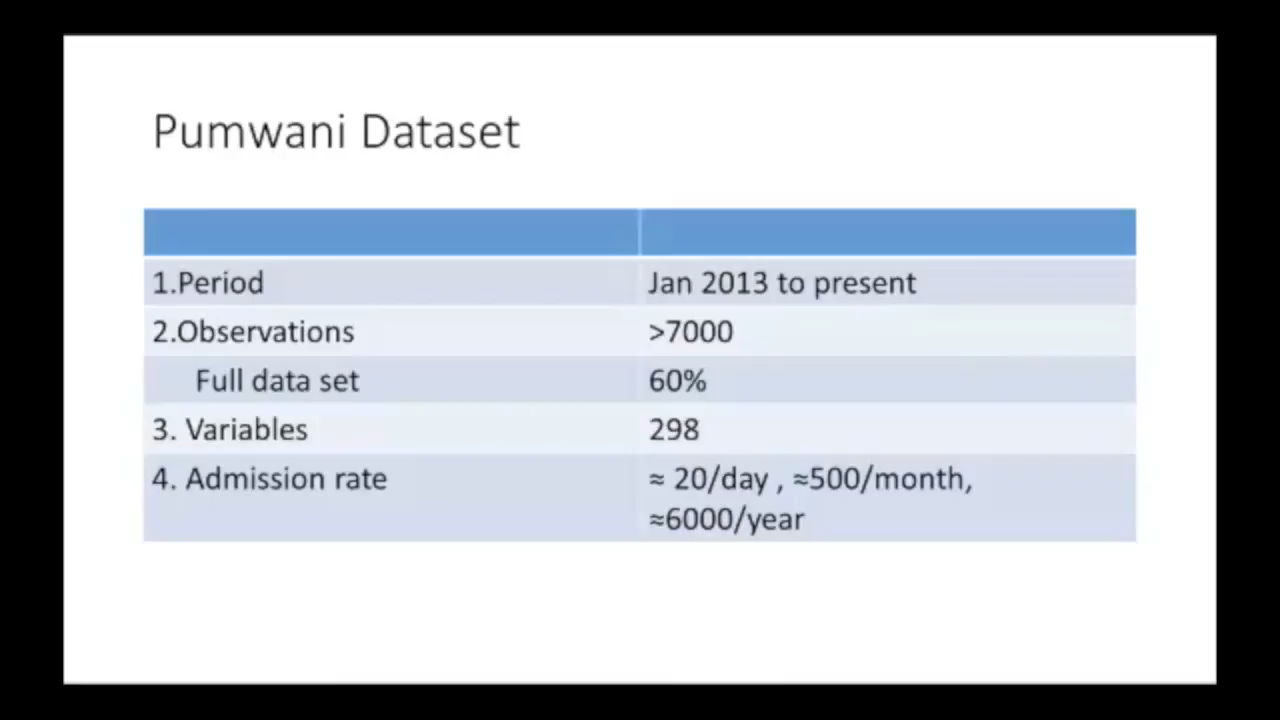 Pumwani Dataset
1.Period
Jan 2013 to present
2.Observations
>7000
Full data set
60%
3. Variables
298
4. Admission rate
≈ 20/day , ≈500/month,
≈6000/year